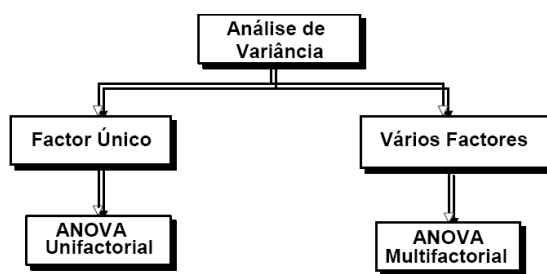 Análise de
Variância
Factor Único
Vários Factores
ANOVA
Unifactorial
ANOVA
Multifactorial